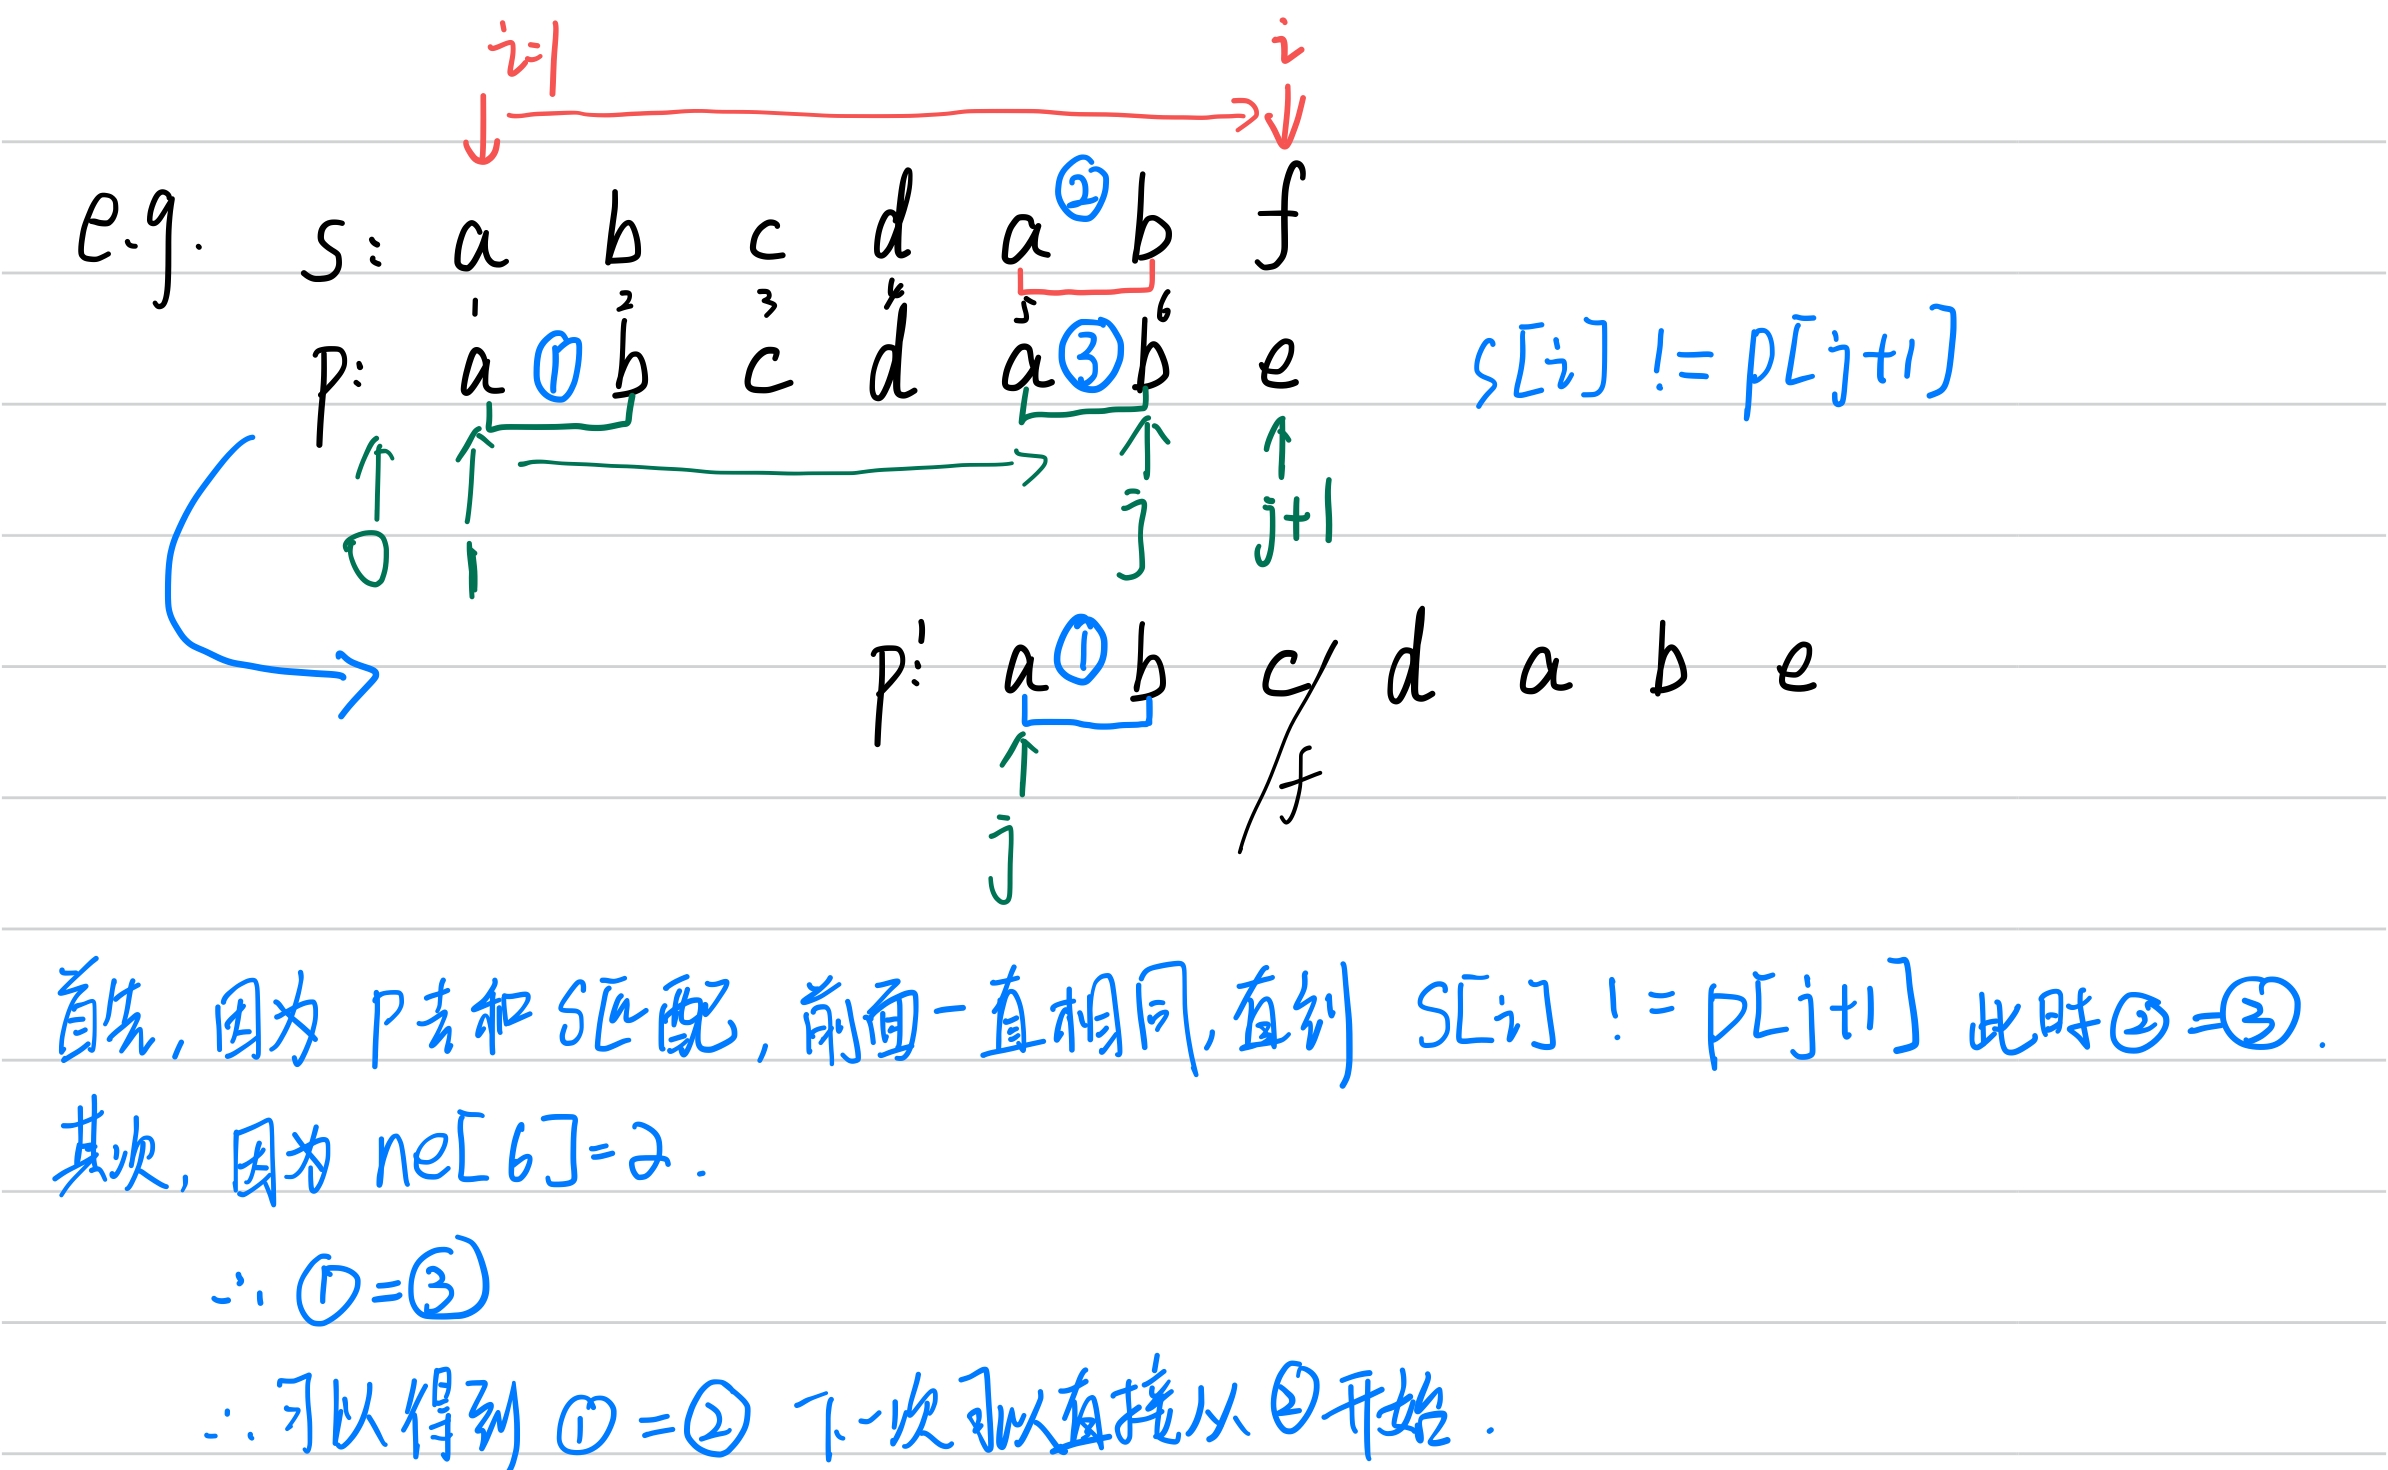 i=1 i
e.g. s: a b c d a ② b f
1 2 3 4 5 6
p: a ① b c d a ③ b e s[i] != p[j+1]
0 1 j j+1
p': a ① b c d a b e
f
j
首先,因为 P 去和 S 匹配,前面一直相同,直到 S[i] != p[j+1] 此时②=③.
其次,因为 ne[6]=2.
∴ ①=③
∴ 可以得到 ①=② 下一次可以直接从②开始.